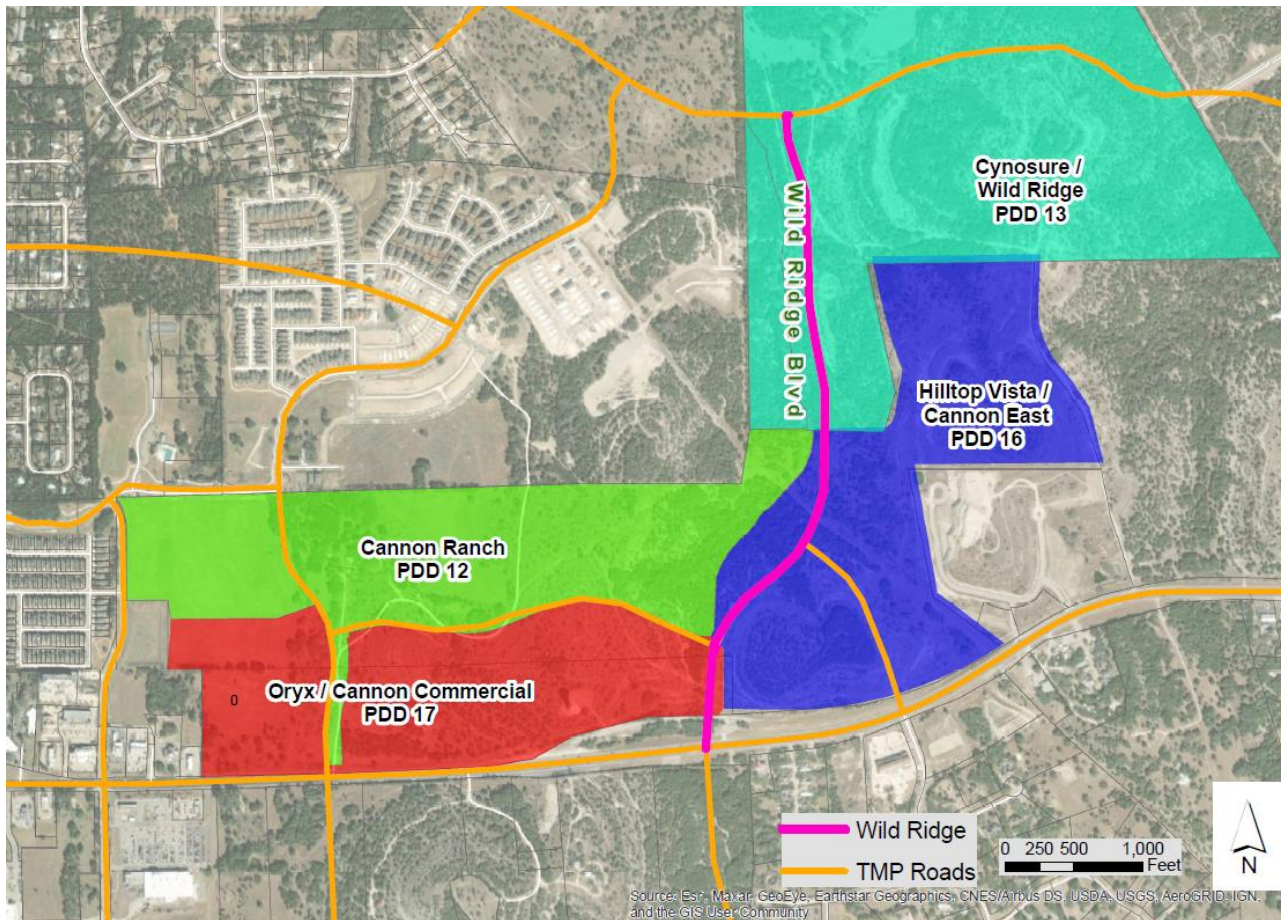 Cynosure /
Wild Ridge
PDD 13
Wild Ridge Blvd
Hilltop Vista /
Cannon East
PDD 16
Cannon Ranch
PDD 12
Oryx / Cannon Commercial
PDD 17
0
Wild Ridge
TMP Roads
0 250 500 1,000
Feet
N
Source: Esri, Maxar, GeoEye, Earthstar Geographics, CNES/Airbus DS, USDA, USGS, AeroGRID, IGN,
and the GIS User Community